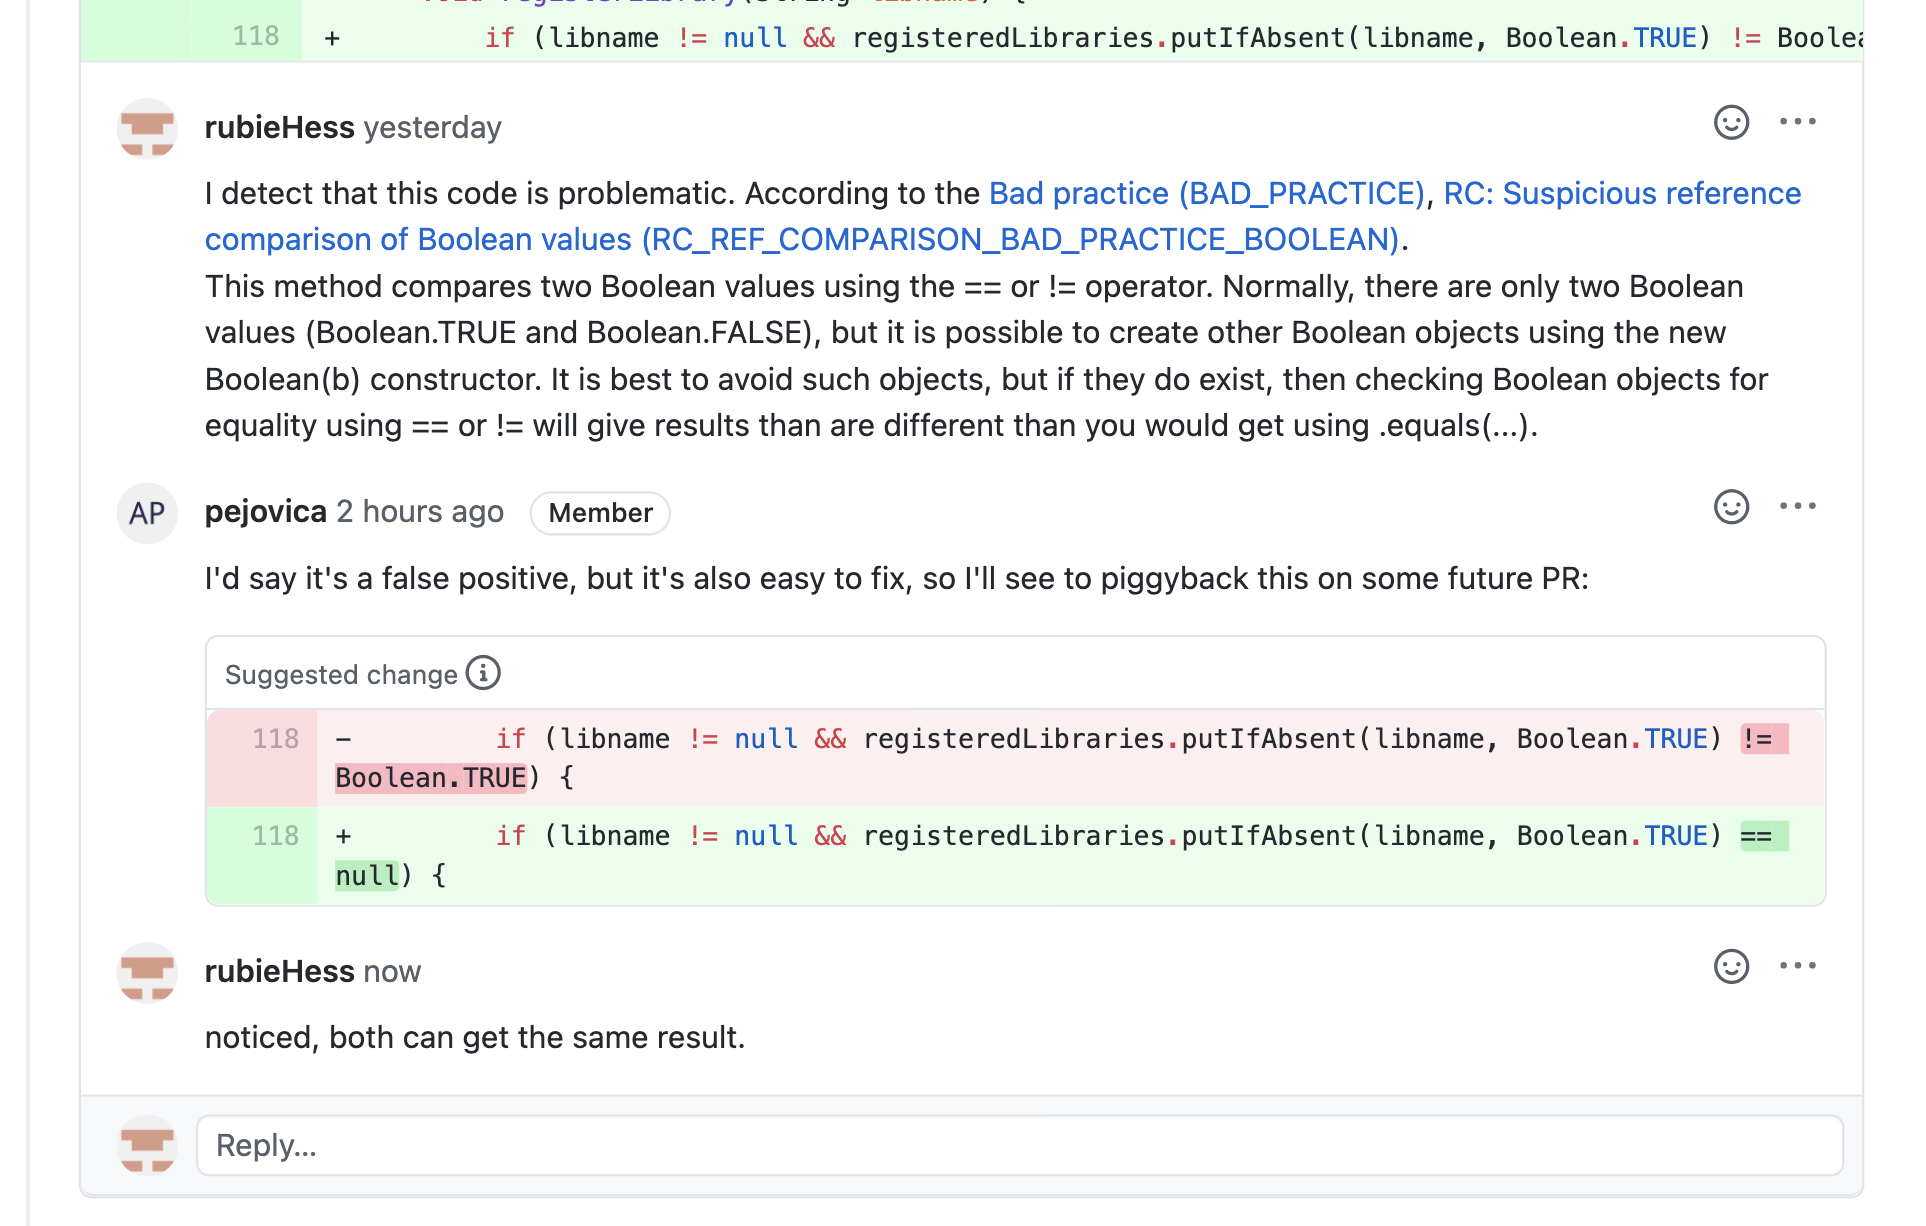 void registerLibrary(String libname) {
118 + if (libname != null && registeredLibraries.putIfAbsent(libname, Boolean.TRUE) != Boolea
rubieHess yesterday
I detect that this code is problematic. According to the Bad practice (BAD_PRACTICE), RC: Suspicious reference
comparison of Boolean values (RC_REF_COMPARISON_BAD_PRACTICE_BOOLEAN).
This method compares two Boolean values using the == or != operator. Normally, there are only two Boolean
values (Boolean.TRUE and Boolean.FALSE), but it is possible to create other Boolean objects using the new
Boolean(b) constructor. It is best to avoid such objects, but if they do exist, then checking Boolean objects for
equality using == or != will give results than are different than you would get using .equals(...).
AP pejovica 2 hours ago Member
I'd say it's a false positive, but it's also easy to fix, so I'll see to piggyback this on some future PR:
Suggested change
118 - if (libname != null && registeredLibraries.putIfAbsent(libname, Boolean.TRUE) !=
Boolean.TRUE) {
118 + if (libname != null && registeredLibraries.putIfAbsent(libname, Boolean.TRUE) ==
null) {
rubieHess now
noticed, both can get the same result.
Reply...